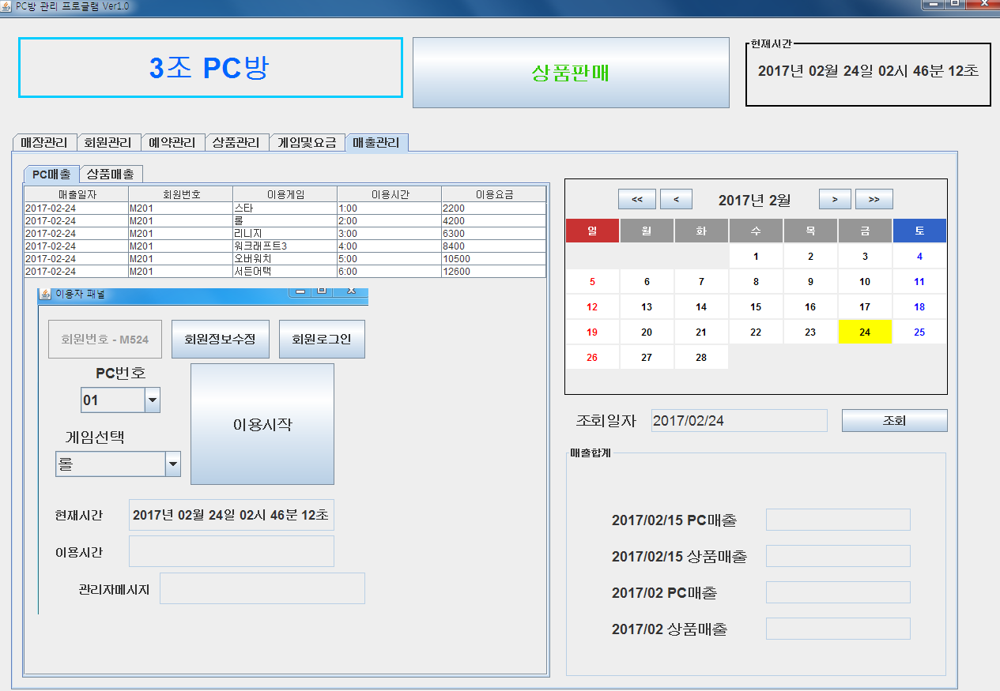 PC방 관리 프로그램 Ver1.0
3조 PC방
상품판매
현재시간
2017년 02월 24일 02시 46분 12초
매장관리 회원관리 예약관리 상품관리 게임및요금 매출관리
PC매출 상품매출
매출일자 회원번호 이용게임 이용시간 이용요금
2017-02-24 M201 스타 1:00 2200
2017-02-24 M201 롤 2:00 4200
2017-02-24 M201 리니지 3:00 6300
2017-02-24 M201 워크래프트3 4:00 8400
2017-02-24 M201 오버워치 5:00 10500
2017-02-24 M201 서든어택 6:00 12600
이용자 패널
회원번호 - M524 회원정보수정 회원로그인
PC번호
01
이용시작
게임선택
롤
현재시간 2017년 02월 24일 02시 46분 12초
이용시간
관리자메시지
<< < 2017년 2월 > >>
일 월 화 수 목 금 토
1 2 3 4
5 6 7 8 9 10 11
12 13 14 15 16 17 18
19 20 21 22 23 24 25
26 27 28
조회일자 2017/02/24 조회
매출합계
2017/02/15 PC매출
2017/02/15 상품매출
2017/02 PC매출
2017/02 상품매출